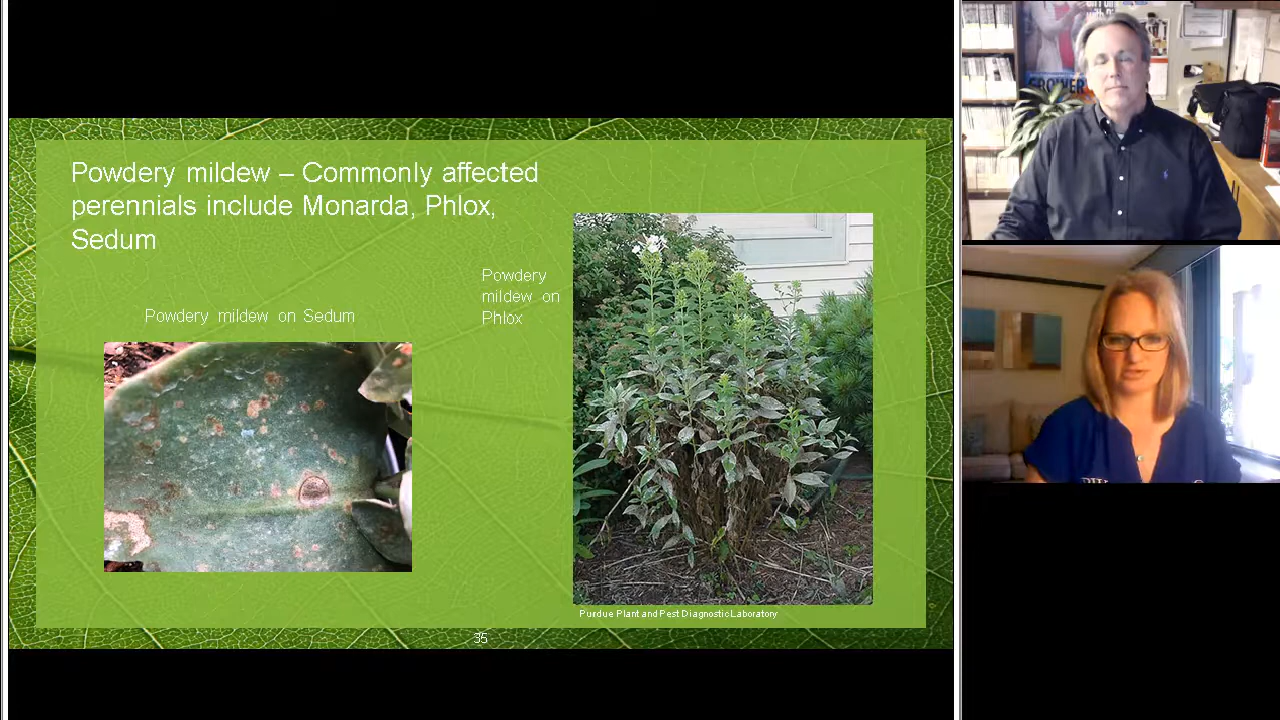 Powdery mildew – Commonly affected
perennials include Monarda, Phlox,
Sedum
Powdery
mildew on
Phlox
Powdery mildew on Sedum
Purdue Plant and Pest Diagnostic Laboratory
35
GROWER